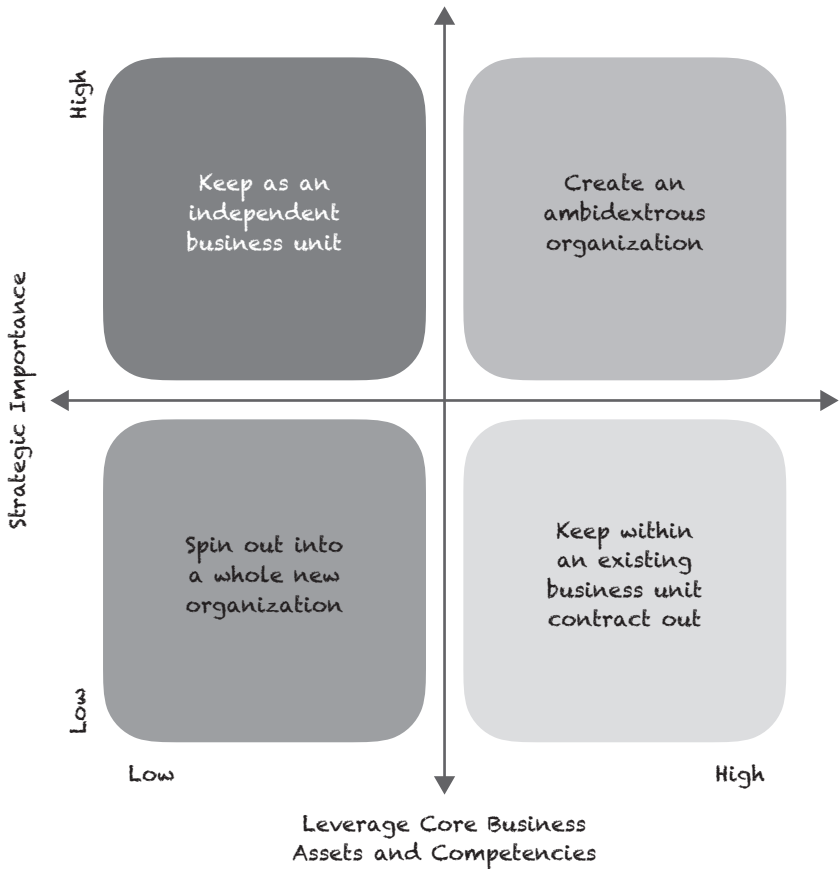 High
Keep as an
independent
business unit
Create an
ambidextrous
organization
Strategic Importance
Spin out into
a whole new
organization
Keep within
an existing
business unit
contract out
Low
Low
High
Leverage Core Business
Assets and Competencies